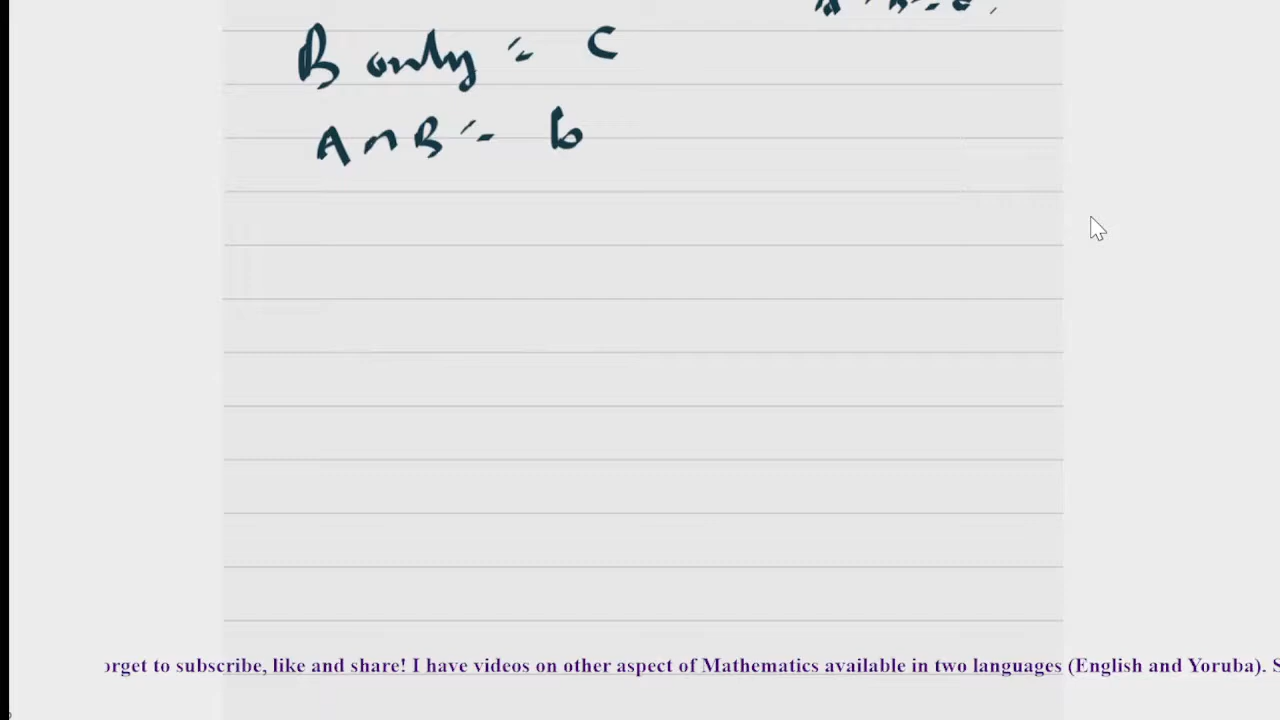 B only = c
A ∩ B = b
orget to subscribe, like and share! I have videos on other aspect of Mathematics available in two languages (English and Yoruba). S